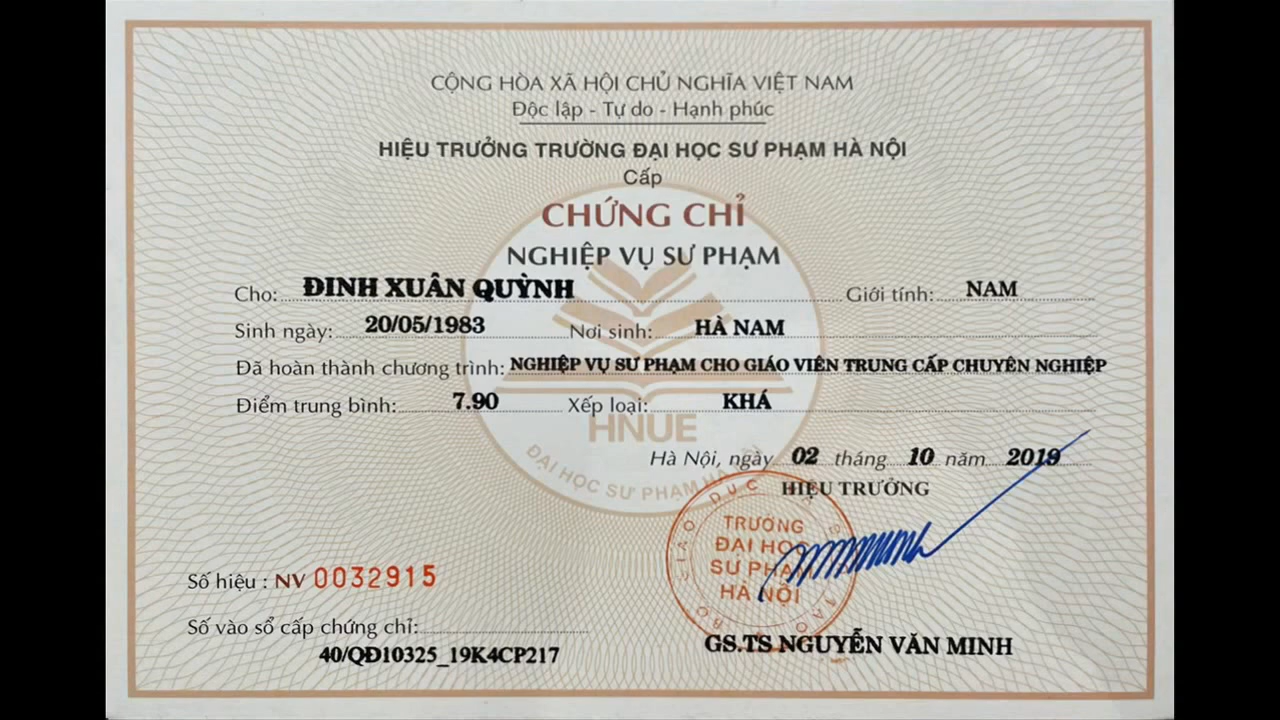 CỘNG HÒA XÃ HỘI CHỦ NGHĨA VIỆT NAM
Độc lập - Tự do - Hạnh phúc
HIỆU TRƯỞNG TRƯỜNG ĐẠI HỌC SƯ PHẠM HÀ NỘI
Cấp
CHỨNG CHỈ
NGHIỆP VỤ SƯ PHẠM
Cho: ĐINH XUÂN QUỲNH Giới tính: NAM
Sinh ngày: 20/05/1983 Nơi sinh: HÀ NAM
Đã hoàn thành chương trình: NGHIỆP VỤ SƯ PHẠM CHO GIÁO VIÊN TRUNG CẤP CHUYÊN NGHIỆP
Điểm trung bình: 7.90 Xếp loại: KHÁ
HNUE
ĐẠI HỌC SƯ PHẠM HÀ
Hà Nội, ngày 02 tháng 10 năm 2019
HIỆU TRƯỞNG
TRƯỜNG
ĐẠI HỌC
SƯ PHẠM
HÀ NỘI
Số hiệu : NV 0032915
Số vào sổ cấp chứng chỉ:
40/QĐ10325_19K4CP217
GS.TS NGUYỄN VĂN MINH